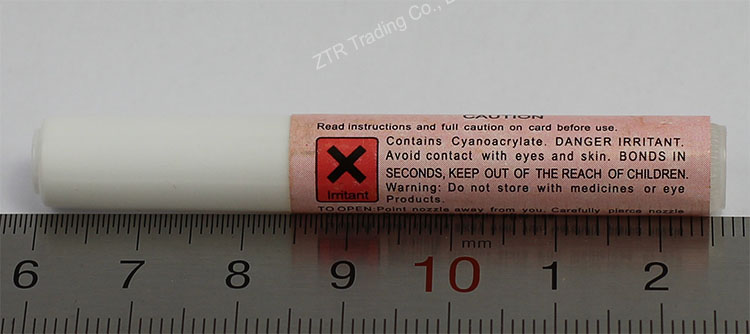 ZTR Trading Co.,
CAUTION
Read instructions and full caution on card before use.
Contains Cyanoacrylate. DANGER IRRITANT.
Avoid contact with eyes and skin. BONDS IN
SECONDS, KEEP OUT OF THE REACH OF CHILDREN.
Warning: Do not store with medicines or eye
Products.
Irritant
TO OPEN:Point nozzle away from you. Carefully pierce nozzle
mm
6 7 8 9 10 1 2